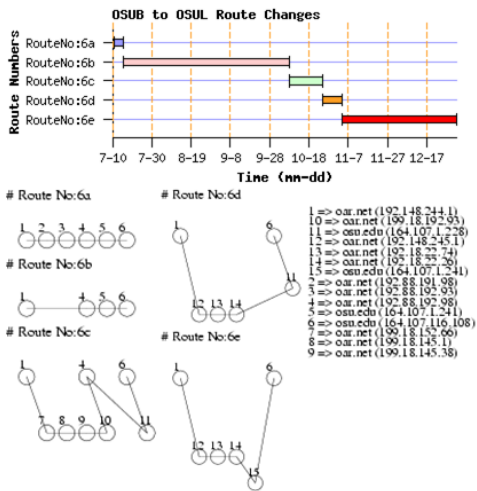 OSUB to OSUL Route Changes
Route Numbers
RouteNo:6a
RouteNo:6b
RouteNo:6c
RouteNo:6d
RouteNo:6e
7-10 7-30 8-19 9-8 9-28 10-18 11-7 11-27 12-17
Time (mm-dd)
# Route No:6a
1 2 3 4 5 6
# Route No:6b
1 4 5 6
# Route No:6c
1 4 6
7 8 9 10 11
# Route No:6d
1 6
11
12 13 14
# Route No:6e
1 6
12 13 14
15
1 => oar.net (192.148.244.1)
10 => oar.net (199.18.192.93)
11 => osu.edu (164.107.1.228)
12 => oar.net (192.148.245.1)
13 => oar.net (192.18.22.74)
14 => oar.net (192.18.22.26)
15 => osu.edu (164.107.1.241)
2 => oar.net (192.88.191.98)
3 => oar.net (192.88.192.93)
4 => oar.net (192.88.192.98)
5 => osu.edu (164.107.1.241)
6 => osu.edu (164.107.116.108)
7 => oar.net (199.18.152.66)
8 => oar.net (199.18.145.1)
9 => oar.net (199.18.145.38)